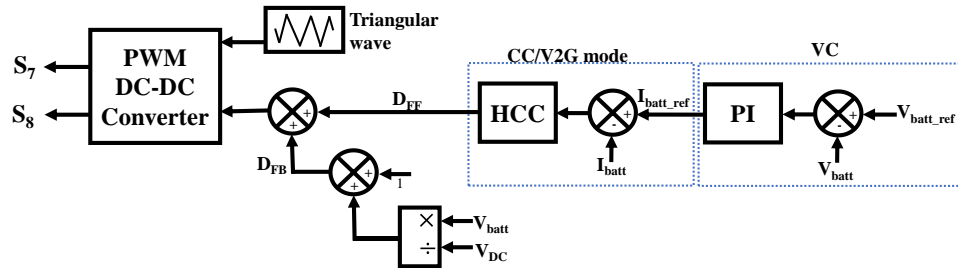 Triangular
wave
PWM
DC-DC
Converter
S7
S8
DFF
DFB
+
+
+
+
1
CC/V2G mode
HCC
Ibatt_ref
+
-
Ibatt
VC
PI
+
-
Vbatt_ref
Vbatt
×
÷
Vbatt
VDC